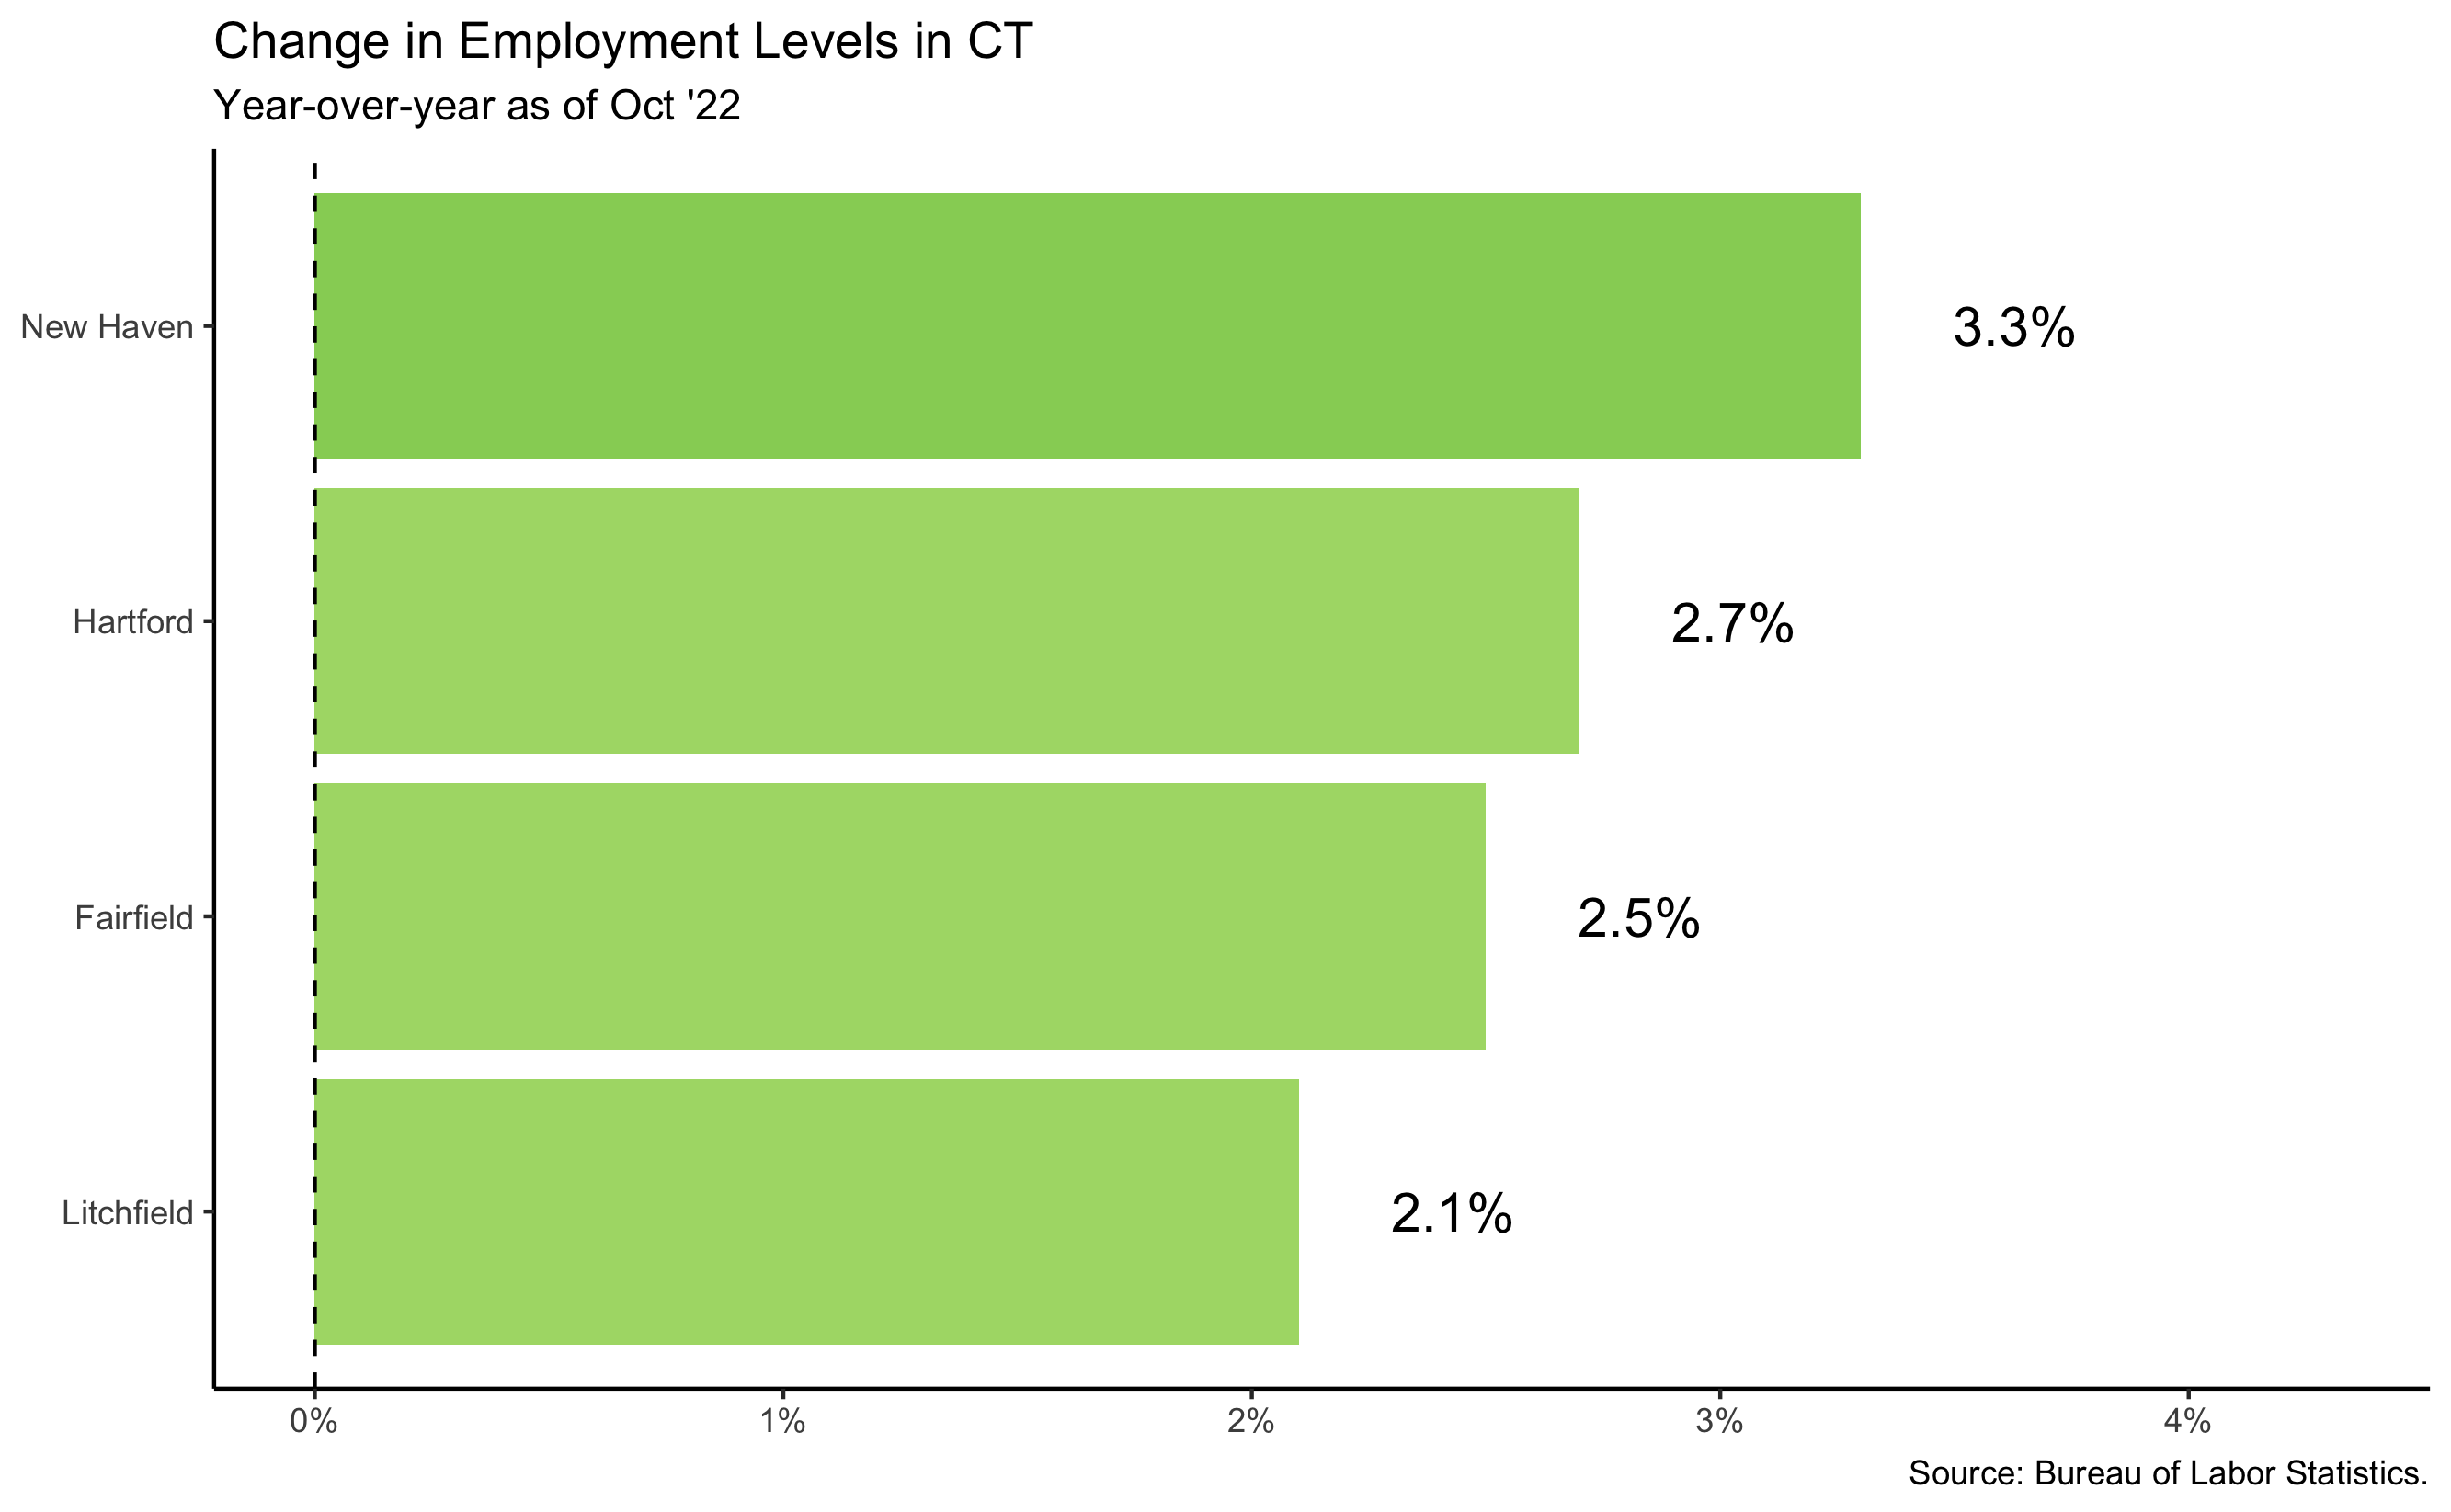 Change in Employment Levels in CT
Year-over-year as of Oct '22
New Haven
3.3%
Hartford
2.7%
Fairfield
2.5%
Litchfield
2.1%
0% 1% 2% 3% 4%
Source: Bureau of Labor Statistics.